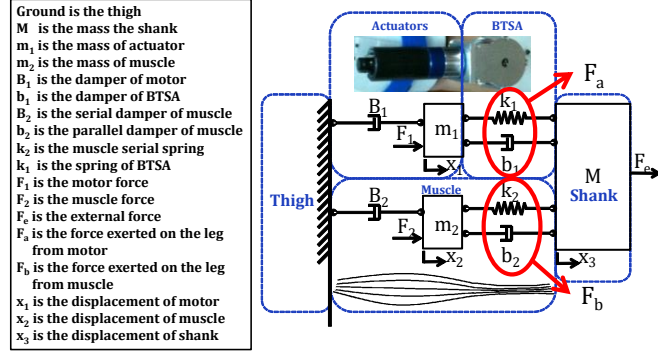 Ground is the thigh
M is the mass the shank
m1 is the mass of actuator
m2 is the mass of muscle
B1 is the damper of motor
b1 is the damper of BTSA
B2 is the serial damper of muscle
b2 is the parallel damper of muscle
k2 is the muscle serial spring
k1 is the spring of BTSA
F1 is the motor force
F2 is the muscle force
Fe is the external force
Fa is the force exerted on the leg
from motor
Fb is the force exerted on the leg
from muscle
x1 is the displacement of motor
x2 is the displacement of muscle
x3 is the displacement of shank
Actuators
BTSA
Fa
B1
F1
m1
x1
k1
b1
Thigh
M
Shank
Fe
Muscle
B2
F2
m2
x2
k2
b2
x3
Fb